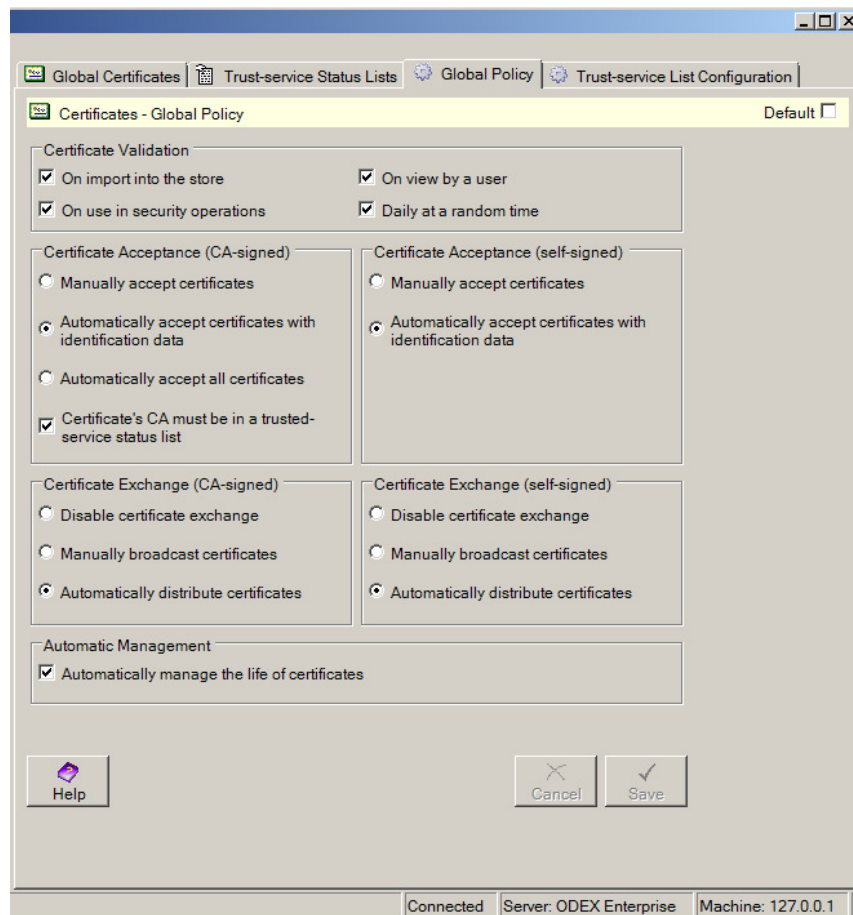 Global Certificates
Trust-service Status Lists
Global Policy
Trust-service List Configuration
Certificates - Global Policy
Default
Certificate Validation
On import into the store
On view by a user
On use in security operations
Daily at a random time
Certificate Acceptance (CA-signed)
Manually accept certificates
Automatically accept certificates with
identification data
Automatically accept all certificates
Certificate's CA must be in a trusted-
service status list
Certificate Acceptance (self-signed)
Manually accept certificates
Automatically accept certificates with
identification data
Certificate Exchange (CA-signed)
Disable certificate exchange
Manually broadcast certificates
Automatically distribute certificates
Certificate Exchange (self-signed)
Disable certificate exchange
Manually broadcast certificates
Automatically distribute certificates
Automatic Management
Automatically manage the life of certificates
Help
Cancel
Save
Connected
Server: ODEX Enterprise
Machine: 127.0.0.1